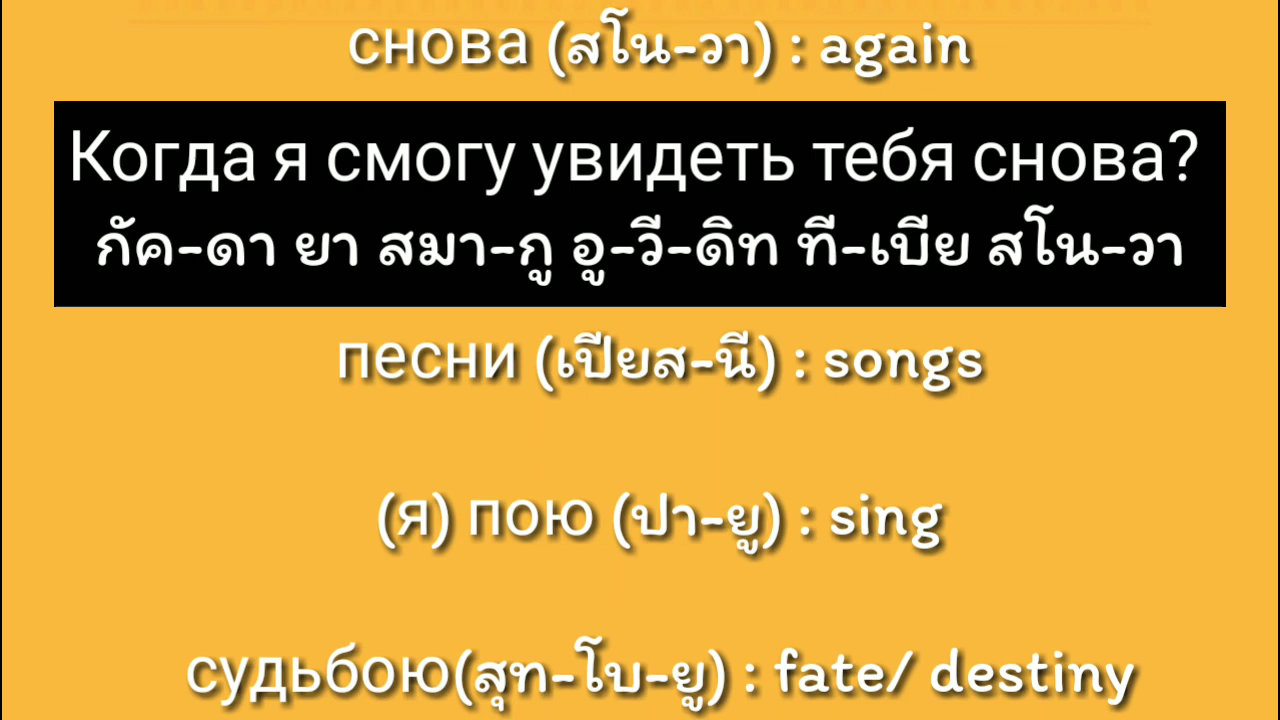 снова (สโน-วา) : again
Когда я смогу увидеть тебя снова?
กัค-ดา ยา สมา-กู อู-วี-ดิท ที-เบีย สโน-วา
песни (เปียส-นี) : songs
(я) пою (ปา-ยู) : sing
судьбою(สุท-โบ-ยู) : fate/ destiny